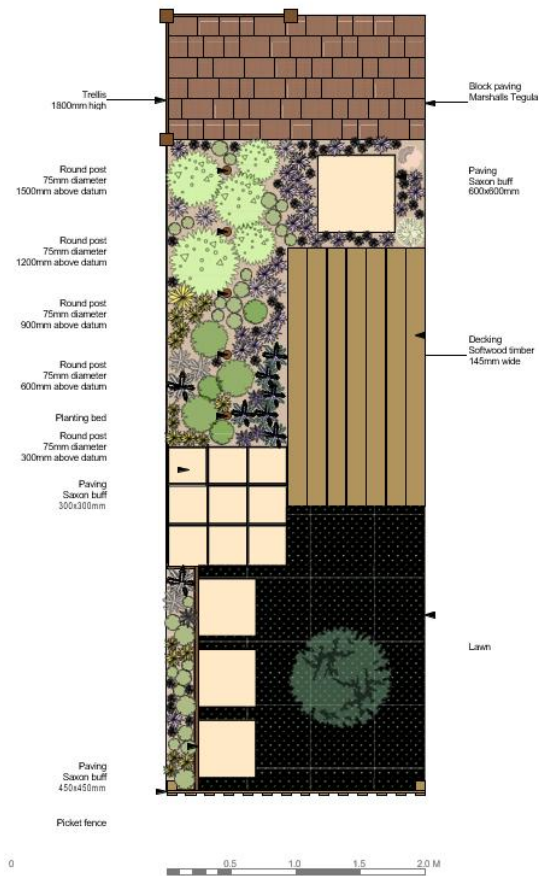 Trellis
1800mm high
Round post
75mm diameter
1500mm above datum
Round post
75mm diameter
1200mm above datum
Round post
75mm diameter
900mm above datum
Round post
75mm diameter
600mm above datum
Planting bed
Round post
75mm diameter
300mm above datum
Paving
Saxon buff
300x300mm
Paving
Saxon buff
450x450mm
Picket fence
Block paving
Marshalls Tegula
Paving
Saxon buff
600x600mm
Decking
Softwood timber
145mm wide
Lawn
0 0.5 1.0 1.5 2.0 M